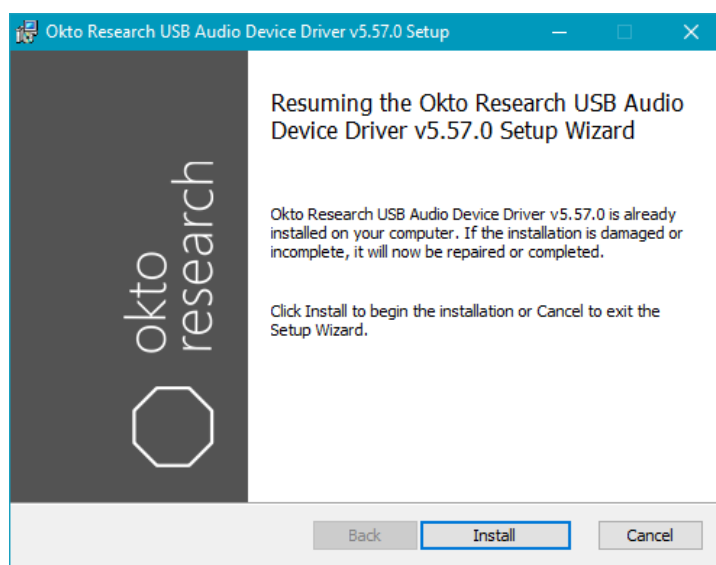 Okto Research USB Audio Device Driver v5.57.0 Setup
okto
research
Resuming the Okto Research USB Audio
Device Driver v5.57.0 Setup Wizard
Okto Research USB Audio Device Driver v5.57.0 is already
installed on your computer. If the installation is damaged or
incomplete, it will now be repaired or completed.
Click Install to begin the installation or Cancel to exit the
Setup Wizard.
Back
Install
Cancel